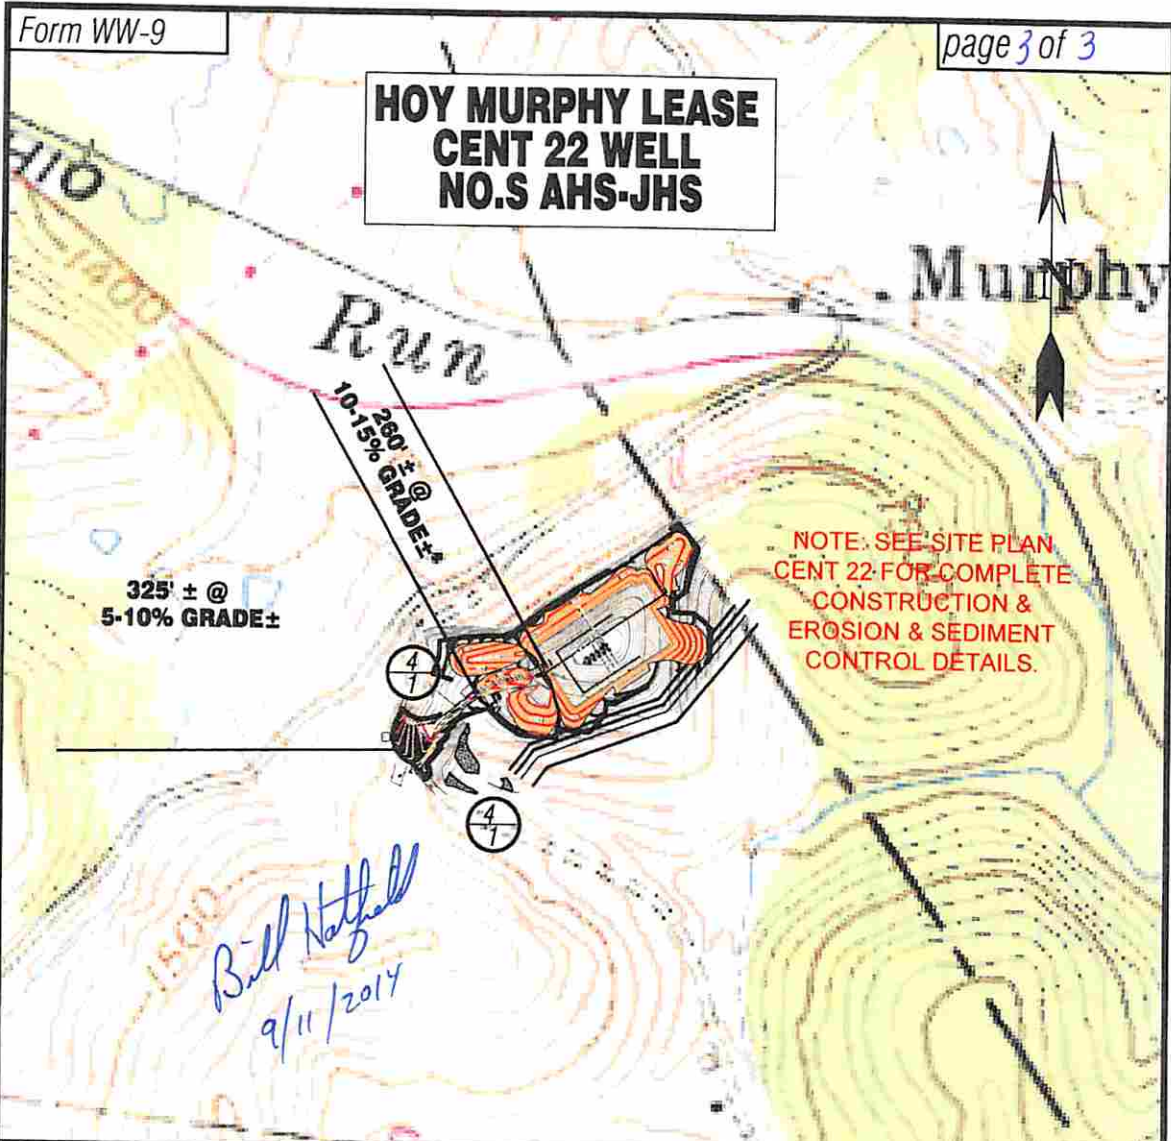 Form WW-9
page 3 of 3
HOY MURPHY LEASE
CENT 22 WELL
NO.S AHS-JHS
OHIO
1400
Run
Murphy
N
260' ± @
10-15% GRADE±
NOTE: SEE SITE PLAN
CENT 22 FOR COMPLETE
CONSTRUCTION &
EROSION & SEDIMENT
CONTROL DETAILS.
325' ± @
5-10% GRADE±
4
1
4
1
1500
Bill Hatfield
9/11/2014